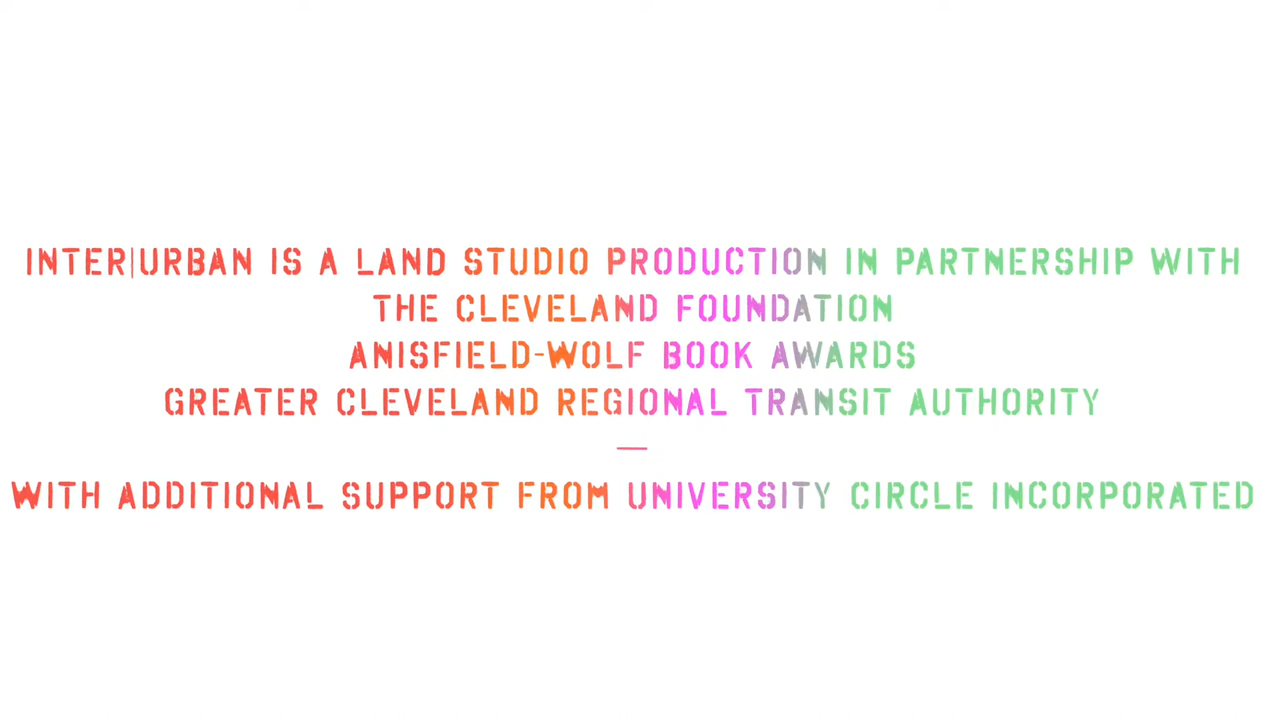 INTER|URBAN IS A LAND STUDIO PRODUCTION IN PARTNERSHIP WITH
THE CLEVELAND FOUNDATION
ANISFIELD-WOLF BOOK AWARDS
GREATER CLEVELAND REGIONAL TRANSIT AUTHORITY
—
WITH ADDITIONAL SUPPORT FROM UNIVERSITY CIRCLE INCORPORATED